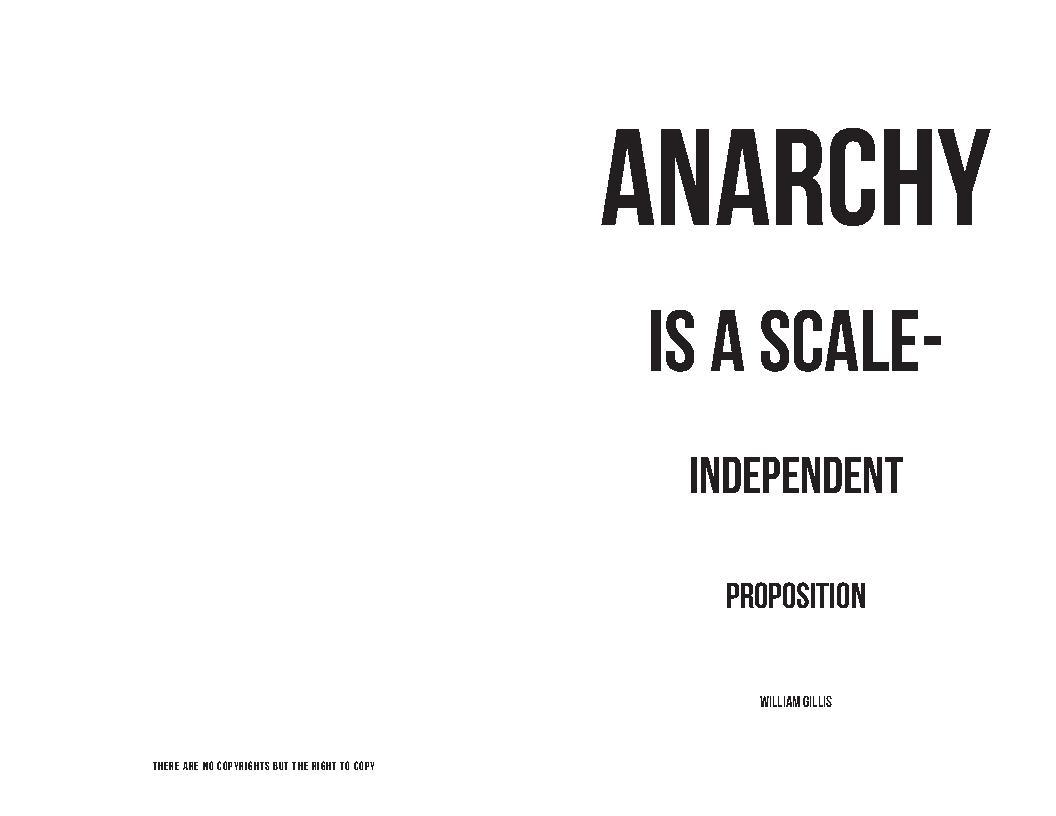 ANARCHY
IS A SCALE-
INDEPENDENT
PROPOSITION
WILLIAM GILLIS
THERE ARE NO COPYRIGHTS BUT THE RIGHT TO COPY